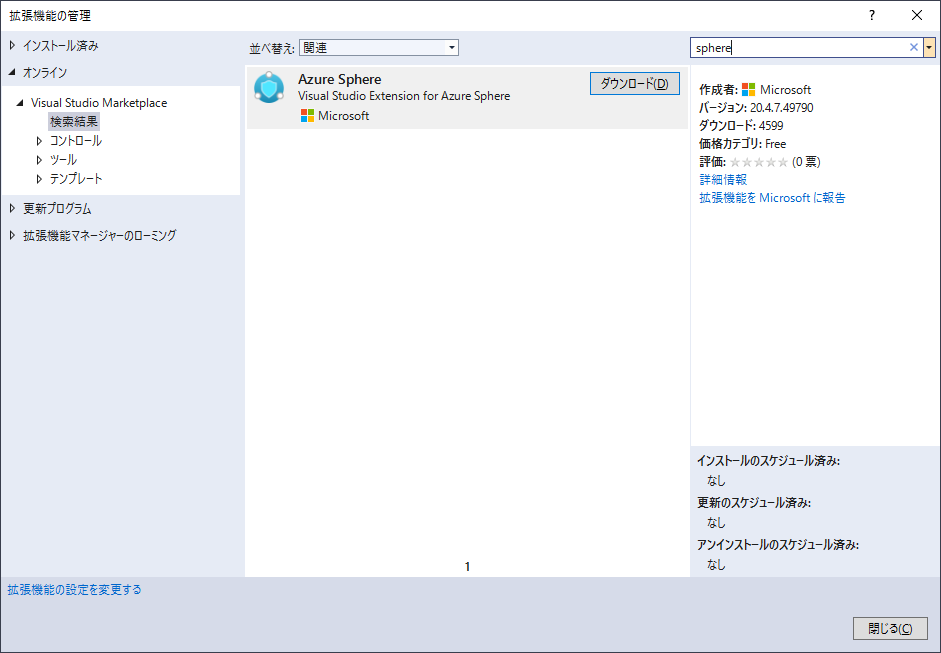 拡張機能の管理
?
インストール済み
オンライン
Visual Studio Marketplace
検索結果
コントロール
ツール
テンプレート
更新プログラム
拡張機能マネージャーのローミング
並べ替え: 関連
Azure Sphere
ダウンロード(D)
Visual Studio Extension for Azure Sphere
Microsoft
1
sphere
作成者: Microsoft
バージョン: 20.4.7.49790
ダウンロード: 4599
価格カテゴリ: Free
評価: (0 票)
詳細情報
拡張機能を Microsoft に報告
インストールのスケジュール済み:
なし
更新のスケジュール済み:
なし
アンインストールのスケジュール済み:
なし
拡張機能の設定を変更する
閉じる(C)